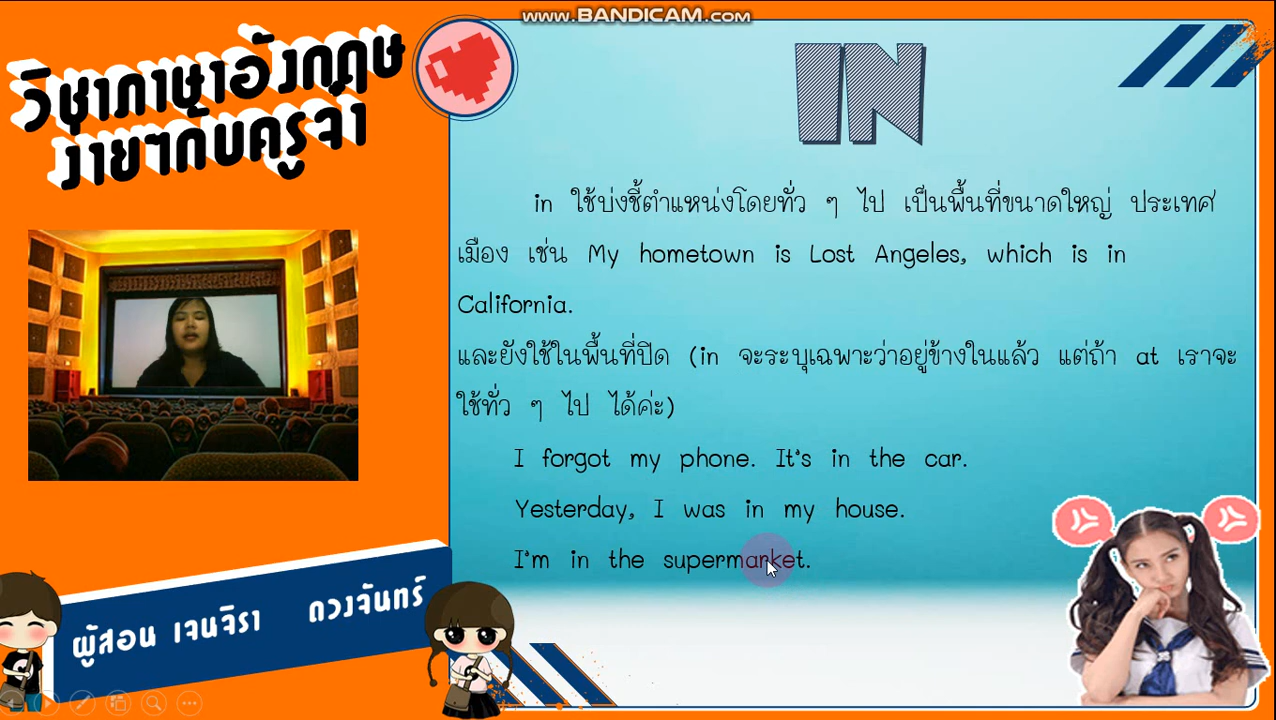 www.BANDICAM.com
วิชาภาษาอังกฤษ
ง่ายๆกับครูจ๋า
IN
in ใช้บ่งชี้ตำแหน่งโดยทั่ว ๆ ไป เป็นพื้นที่ขนาดใหญ่ ประเทศ
เมือง เช่น My hometown is Lost Angeles, which is in
California.
และยังใช้ในพื้นที่ปิด (in จะระบุเฉพาะว่าอยู่ข้างในแล้ว แต่ถ้า at เราจะ
ใช้ทั่ว ๆ ไป ได้ค่ะ)
I forgot my phone. It's in the car.
Yesterday, I was in my house.
I'm in the supermarket.
ผู้สอน เจนจิรา ดวงจันทร์